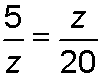 5/z = z/20